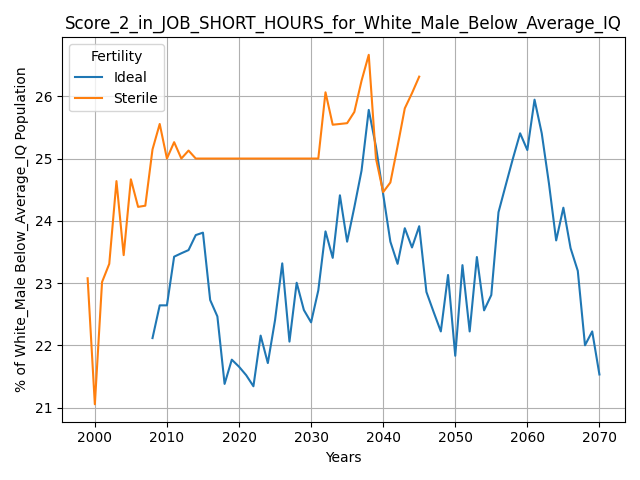 Score_2_in_JOB_SHORT_HOURS_for_White_Male_Below_Average_IQ
% of White_Male Below_Average_IQ Population
Fertility
Ideal
Sterile
26
25
24
23
22
21
2000
2010
2020
2030
2040
2050
2060
2070
Years